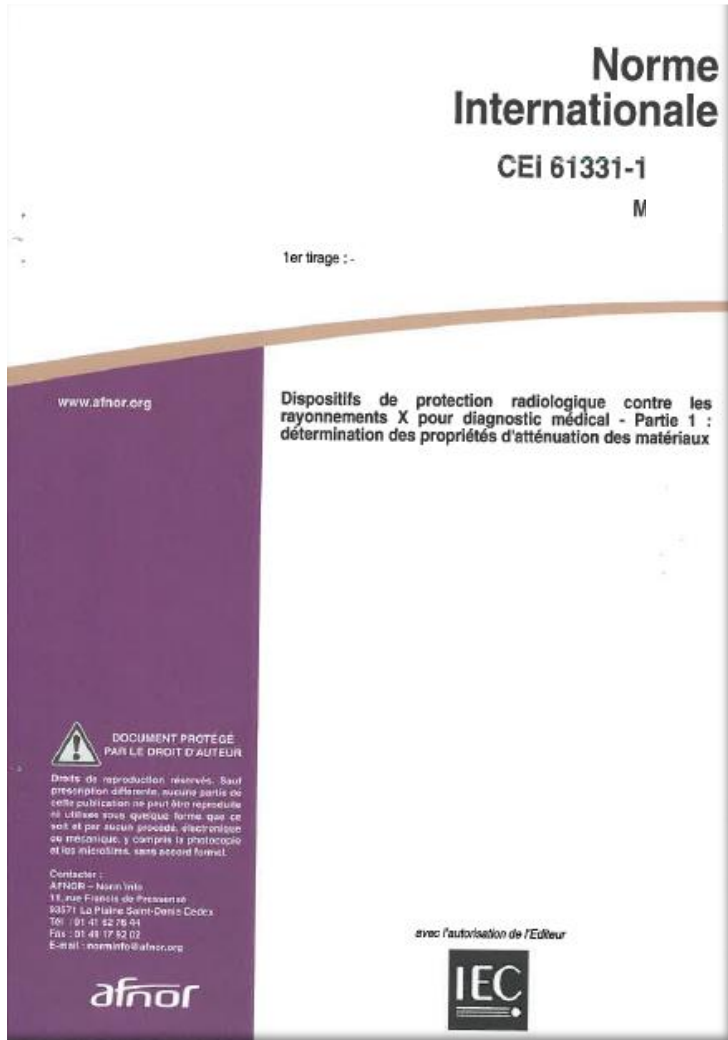 Norme
Internationale
CEI 61331-1
M
1er tirage : -
www.afnor.org
Dispositifs de protection radiologique contre les
rayonnements X pour diagnostic médical - Partie 1 :
détermination des propriétés d'atténuation des matériaux
DOCUMENT PROTÉGÉ
PAR LE DROIT D'AUTEUR
Droits de reproduction réservés. Sauf
prescription différente, aucune partie de
cette publication ne peut être reproduite
ni utilisée sous quelque forme que ce
soit et par aucun procédé, électronique
ou mécanique, y compris la photocopie
et les microfilms, sans accord formel.
Contacter :
AFNOR – Norm'Info
11, rue Francis de Pressensé
93571 La Plaine Saint-Denis Cedex
Tél : 01 41 62 76 44
Fax : 01 49 17 92 02
E-mail : norminfo@afnor.org
afnor
avec l'autorisation de l'Editeur
IEC